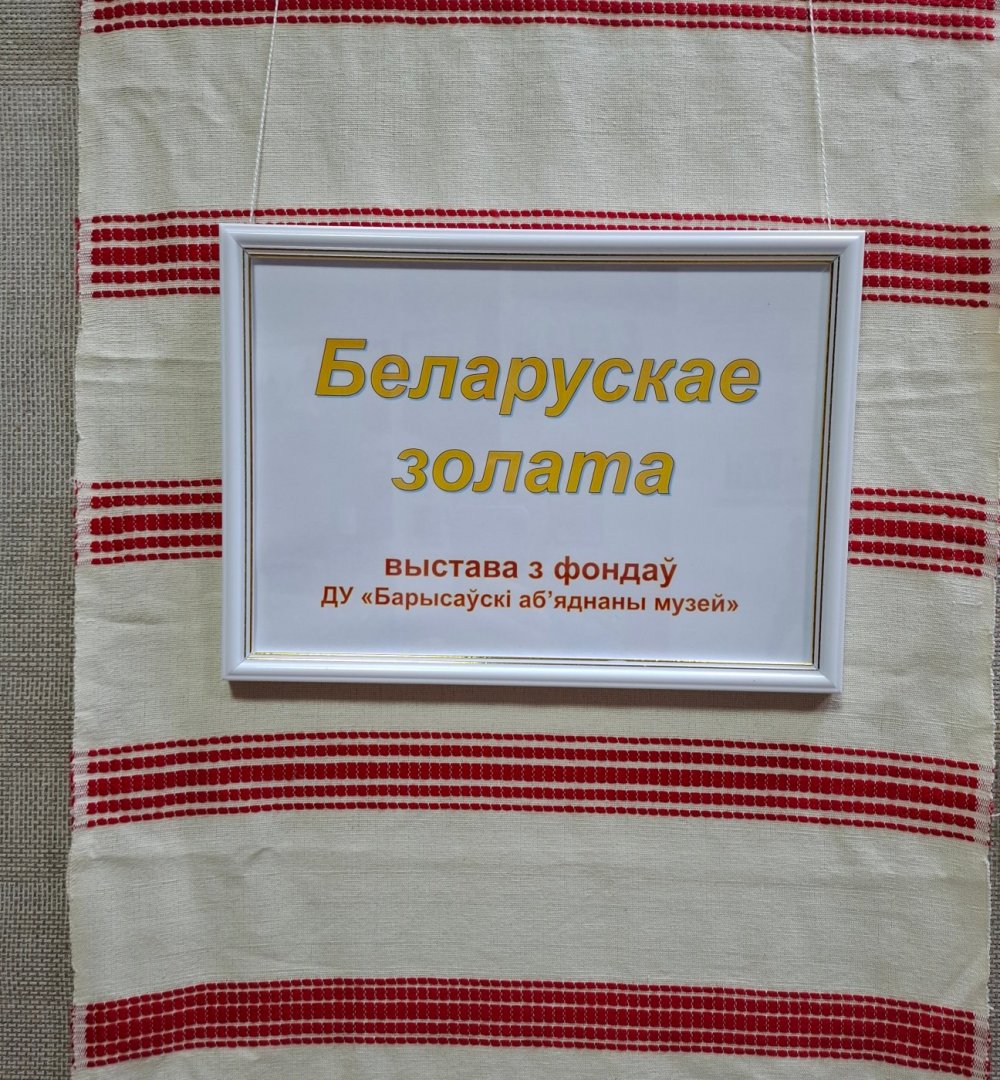 Беларускае
золата
выстава з фондаў
ДУ «Барысаўскі аб’яднаны музей»